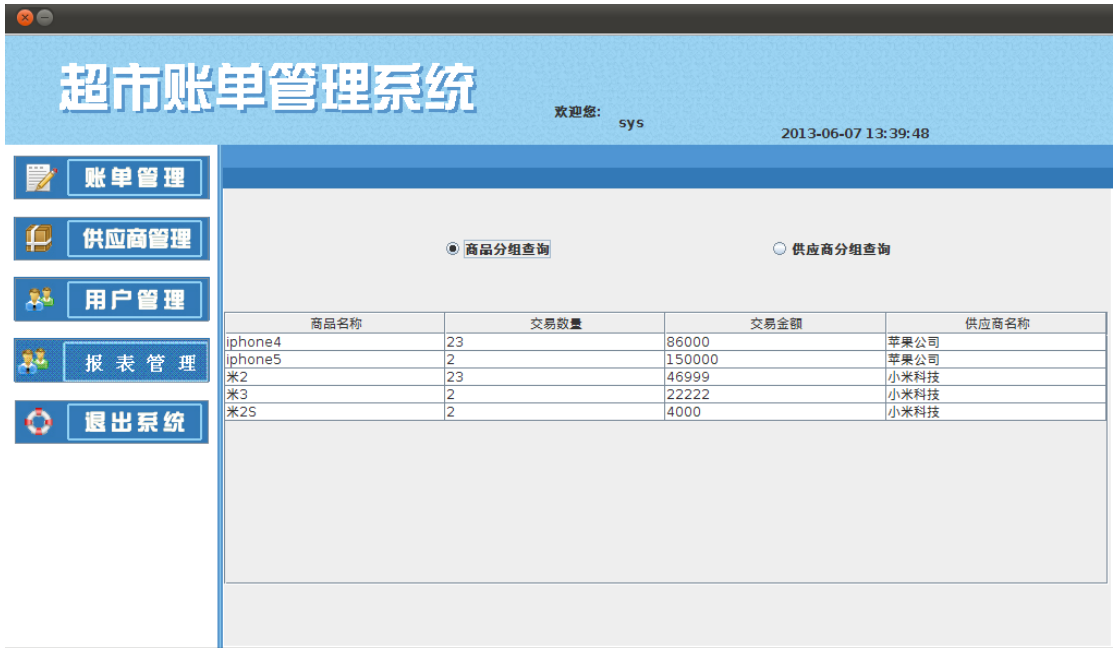 超市账单管理系统
欢迎您:
sys
2013-06-07 13:39:48
账单管理
供应商管理
用户管理
报表管理
退出系统
商品分组查询 供应商分组查询
商品名称 交易数量 交易金额 供应商名称
iphone4 23 86000 苹果公司
iphone5 2 150000 苹果公司
米2 23 46999 小米科技
米3 2 22222 小米科技
米2S 2 4000 小米科技